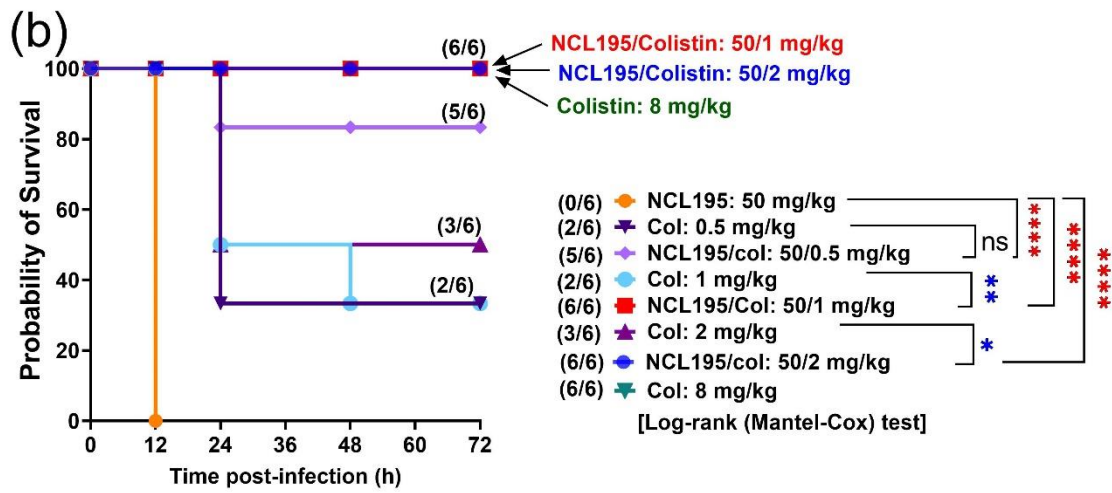 (b)
Probability of Survival
100
80
60
40
20
0
0 12 24 36 48 60 72
Time post-infection (h)
(6/6)
(5/6)
(3/6)
(2/6)
NCL195/Colistin: 50/1 mg/kg
NCL195/Colistin: 50/2 mg/kg
Colistin: 8 mg/kg
(0/6) NCL195: 50 mg/kg
(2/6) Col: 0.5 mg/kg
(5/6) NCL195/col: 50/0.5 mg/kg
(2/6) Col: 1 mg/kg
(6/6) NCL195/Col: 50/1 mg/kg
(3/6) Col: 2 mg/kg
(6/6) NCL195/col: 50/2 mg/kg
(6/6) Col: 8 mg/kg
[Log-rank (Mantel-Cox) test]
ns
**
*
****
****
****